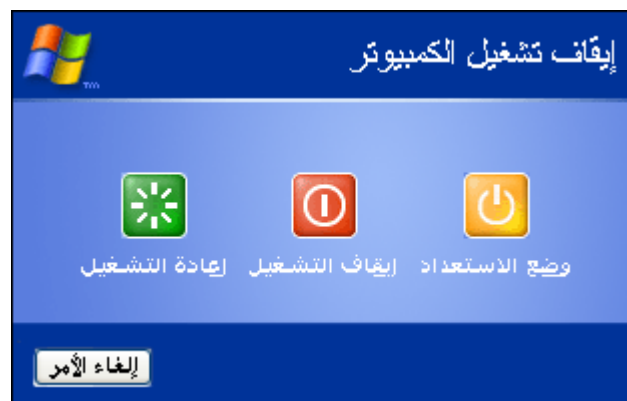 إيقاف تشغيل الكمبيوتر
وضع الاستعداد
إيقاف التشغيل
إعادة التشغيل
إلغاء الأمر